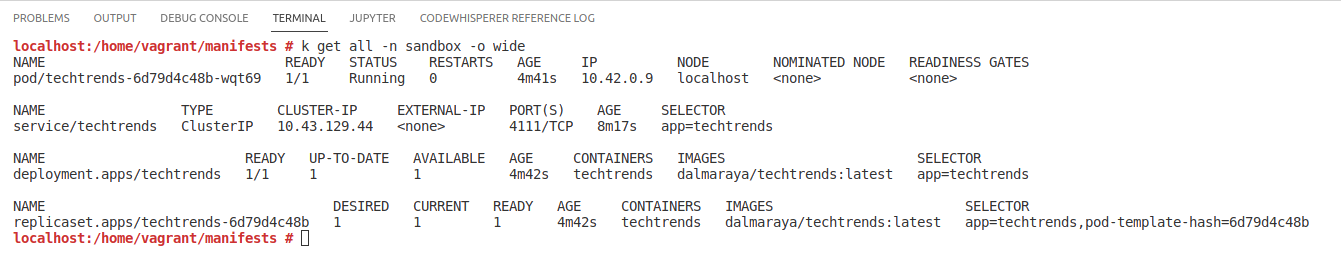 PROBLEMS OUTPUT DEBUG CONSOLE TERMINAL JUPYTER CODEWHISPERER REFERENCE LOG
localhost:/home/vagrant/manifests # k get all -n sandbox -o wide
NAME READY STATUS RESTARTS AGE IP NODE NOMINATED NODE READINESS GATES
pod/techtrends-6d79d4c48b-wqt69 1/1 Running 0 4m41s 10.42.0.9 localhost <none> <none>
NAME TYPE CLUSTER-IP EXTERNAL-IP PORT(S) AGE SELECTOR
service/techtrends ClusterIP 10.43.129.44 <none> 4111/TCP 8m17s app=techtrends
NAME READY UP-TO-DATE AVAILABLE AGE CONTAINERS IMAGES SELECTOR
deployment.apps/techtrends 1/1 1 1 4m42s techtrends dalmaraya/techtrends:latest app=techtrends
NAME DESIRED CURRENT READY AGE CONTAINERS IMAGES SELECTOR
replicaset.apps/techtrends-6d79d4c48b 1 1 1 4m42s techtrends dalmaraya/techtrends:latest app=techtrends,pod-template-hash=6d79d4c48b
localhost:/home/vagrant/manifests #